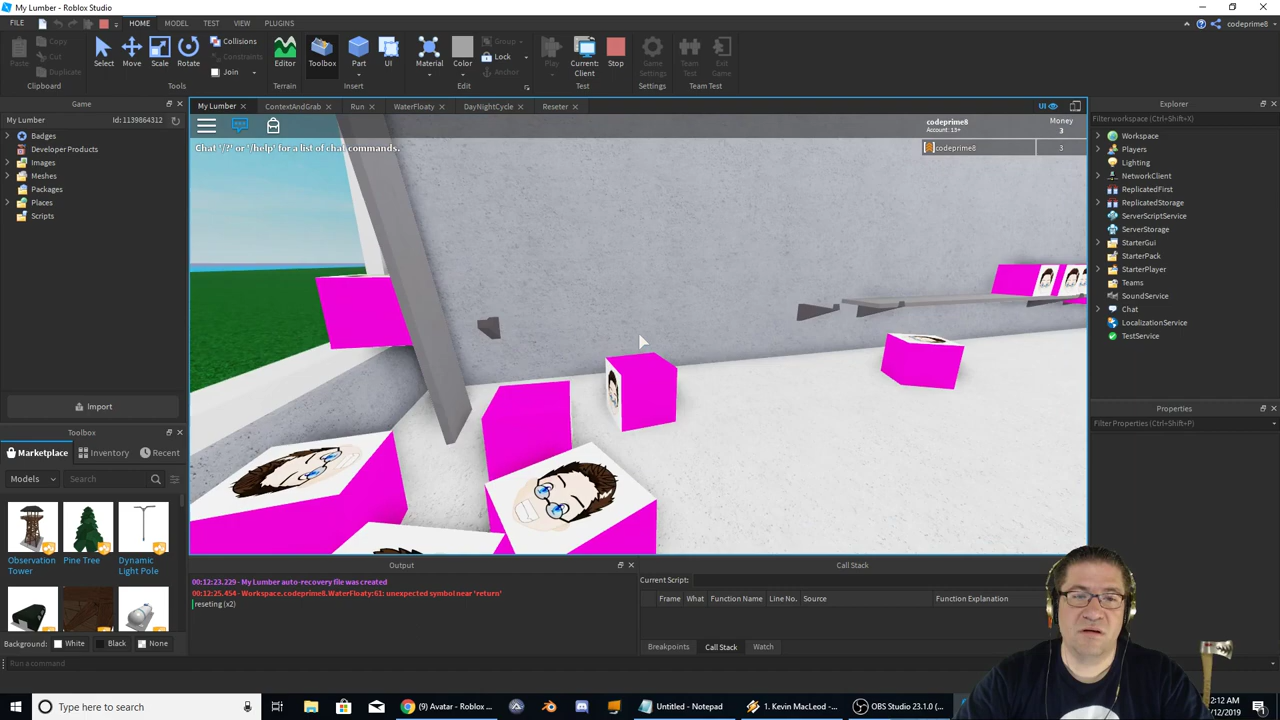 My Lumber - Roblox Studio
FILE
HOME
MODEL
TEST
VIEW
PLUGINS
codeprime8
Paste
Copy
Cut
Duplicate
Clipboard
Select
Move
Scale
Rotate
Collisions
Constraints
Join
Tools
Editor
Terrain
Toolbox
Part
UI
Insert
Material
Color
Group
Lock
Anchor
Edit
Play
Current:
Client
Stop
Test
Game
Settings
Settings
Team
Test
Exit
Game
Team Test
Game
My Lumber
Id: 1139864312
Badges
Developer Products
Images
Meshes
Packages
Places
Scripts
Import
Toolbox
Marketplace
Inventory
Recent
Models
Search
Observation
Tower
Pine Tree
Dynamic
Light Pole
Background:
White
Black
None
Run a command
My Lumber
ContextAndGrab
Run
WaterFloaty
DayNightCycle
Reseter
UI
Chat '/?' or '/help' for a list of chat commands.
codeprime8
Account: 13+
Money
3
codeprime8
3
Output
00:12:23.229 - My Lumber auto-recovery file was created
00:12:25.454 - Workspace.codeprime8.WaterFloaty:61: unexpected symbol near 'return'
reseting (x2)
Call Stack
Current Script:
Frame
What
Function Name
Line No.
Source
Function Explanation
Breakpoints
Call Stack
Watch
Explorer
Filter workspace (Ctrl+Shift+X)
Workspace
Players
Lighting
NetworkClient
ReplicatedFirst
ReplicatedStorage
ServerScriptService
ServerStorage
StarterGui
StarterPack
StarterPlayer
Teams
SoundService
Chat
LocalizationService
TestService
Properties
Filter Properties (Ctrl+Shift+P)
Type here to search
(9) Avatar - Roblox ...
Untitled - Notepad
1. Kevin MacLeod - ...
OBS Studio 23.1.0 (...
:12 AM
/12/2019